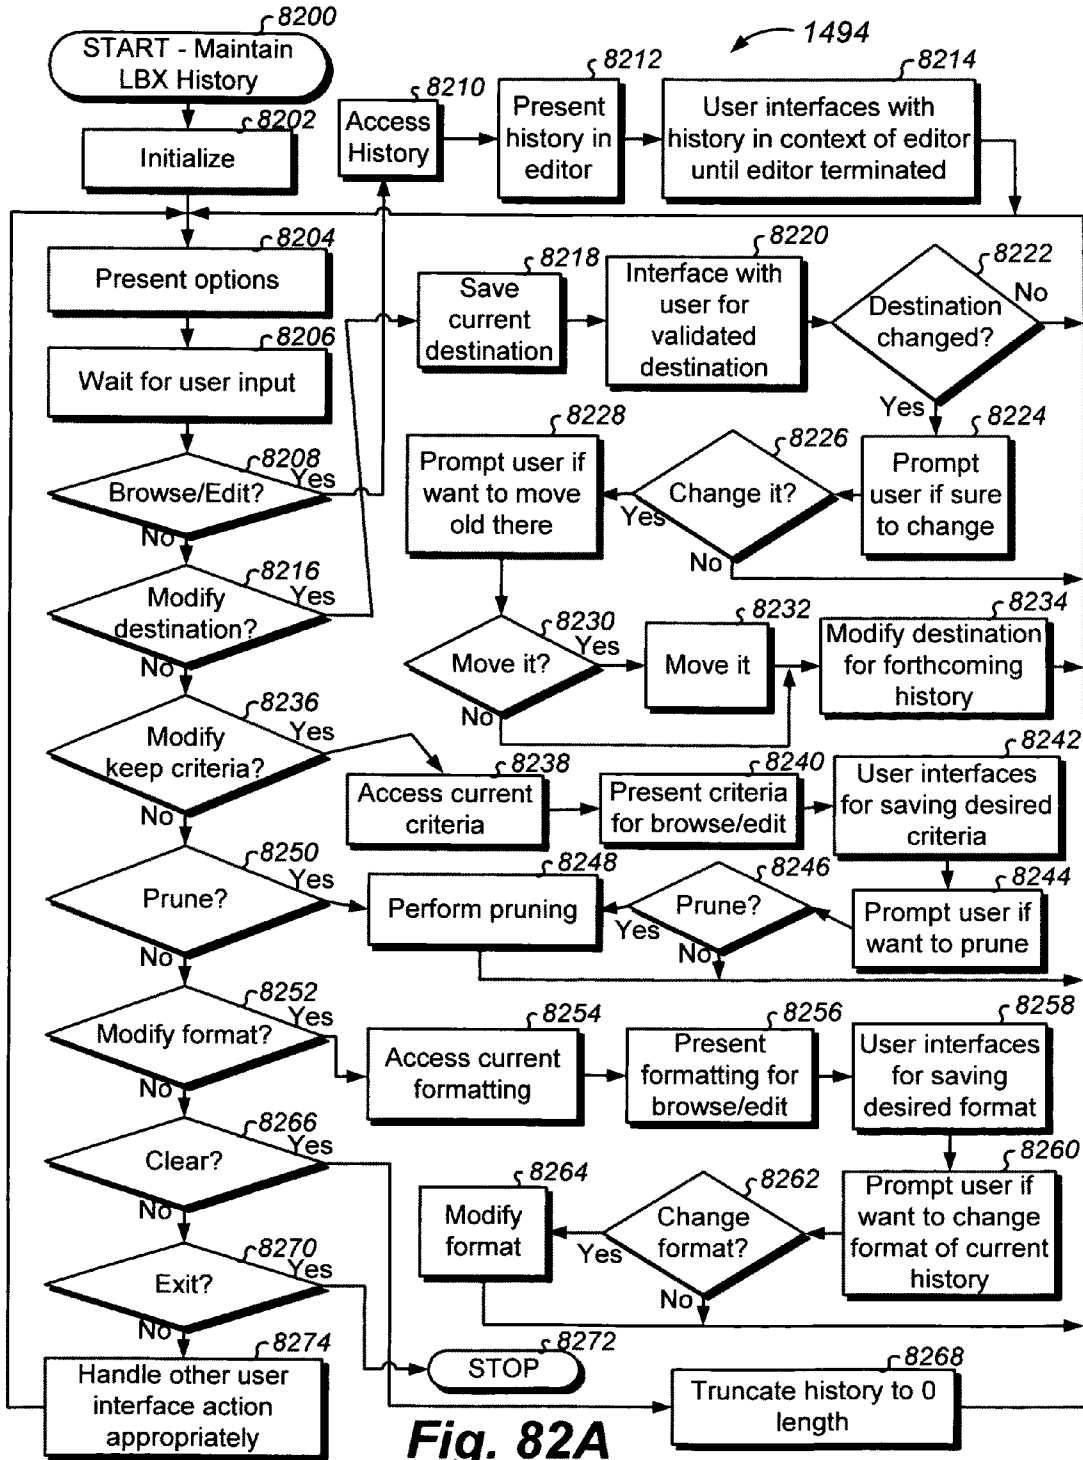 8200
START - Maintain
LBX History
1494
8202
Initialize
8210
Access
History
8212
Present
history in
editor
8214
User interfaces with
history in context of editor
until editor terminated
8204
Present options
8206
Wait for user input
8208
Browse/Edit?
Yes
No
8218
Save
current
destination
8220
Interface with
user for
validated
destination
8222
Destination
changed?
No
Yes
8224
Prompt
user if sure
to change
8226
Change it?
Yes
No
8228
Prompt user if
want to move
old there
8216
Modify
destination?
Yes
No
8230
Move it?
Yes
No
8232
Move it
8234
Modify destination
for forthcoming
history
8236
Modify
keep criteria?
Yes
No
8238
Access current
criteria
8240
Present criteria
for browse/edit
8242
User interfaces
for saving desired
criteria
8244
Prompt user if
want to prune
8246
Prune?
Yes
No
8248
Perform pruning
8250
Prune?
Yes
No
8252
Modify format?
Yes
No
8254
Access current
formatting
8256
Present
formatting for
browse/edit
8258
User interfaces
for saving
desired format
8260
Prompt user if
want to change
format of current
history
8262
Change
format?
Yes
No
8264
Modify
format
8266
Clear?
Yes
No
8270
Exit?
Yes
No
8272
STOP
8274
Handle other user
interface action
appropriately
8268
Truncate history to 0
length
Fig. 82A